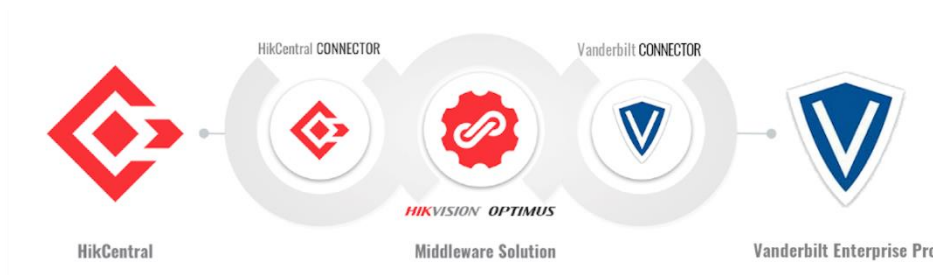 HikCentral CONNECTOR
Vanderbilt CONNECTOR
HIKVISION OPTIMUS
HikCentral
Middleware Solution
Vanderbilt Enterprise Pro